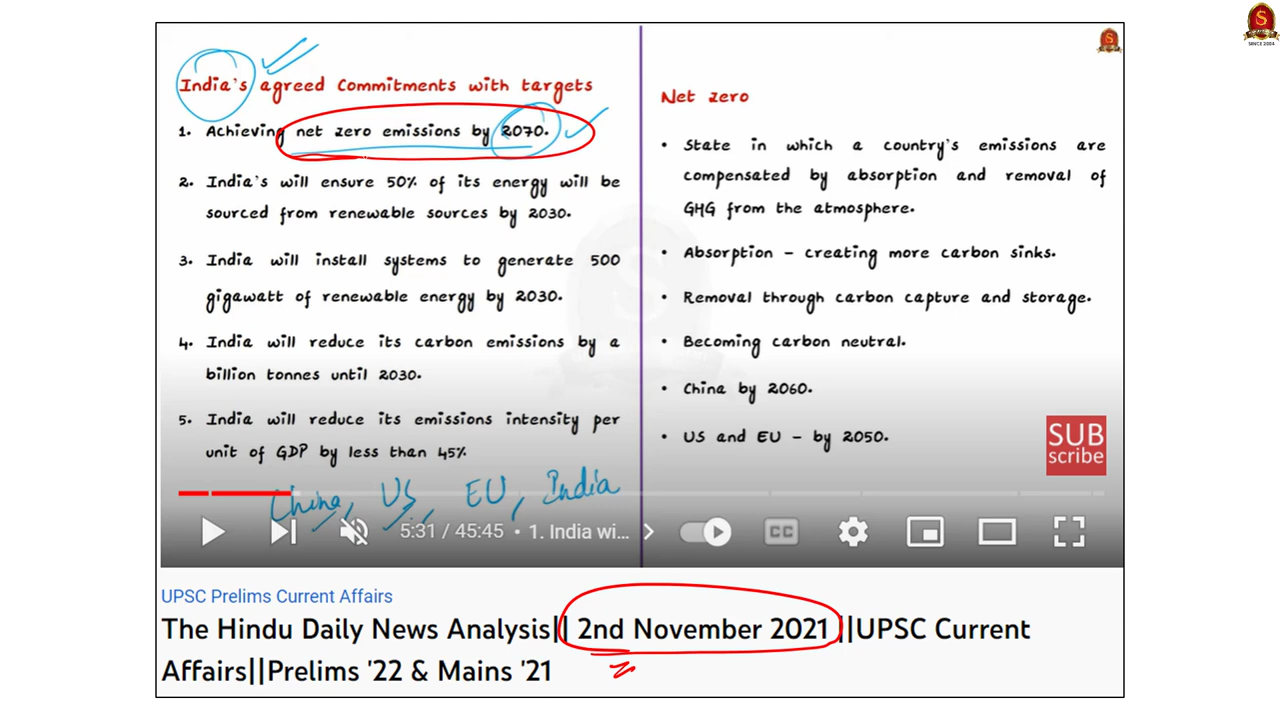 India's agreed Commitments with targets
1. Achieving net zero emissions by 2070.
2. India's will ensure 50% of its energy will be
sourced from renewable sources by 2030.
3. India will install systems to generate 500
gigawatt of renewable energy by 2030.
4. India will reduce its carbon emissions by a
billion tonnes until 2030.
5. India will reduce its emissions intensity per
unit of GDP by less than 45%
China, US, EU, India
Net zero
• State in which a country's emissions are
compensated by absorption and removal of
GHG from the atmosphere.
• Absorption - creating more carbon sinks.
• Removal through carbon capture and storage.
• Becoming carbon neutral.
• China by 2060.
• US and EU - by 2050.
SUB
scribe
5:31 / 45:45 • 1. India wi...
CC
UPSC Prelims Current Affairs
The Hindu Daily News Analysis|| 2nd November 2021 ||UPSC Current
Affairs||Prelims '22 & Mains '21
S
SINCE 2004